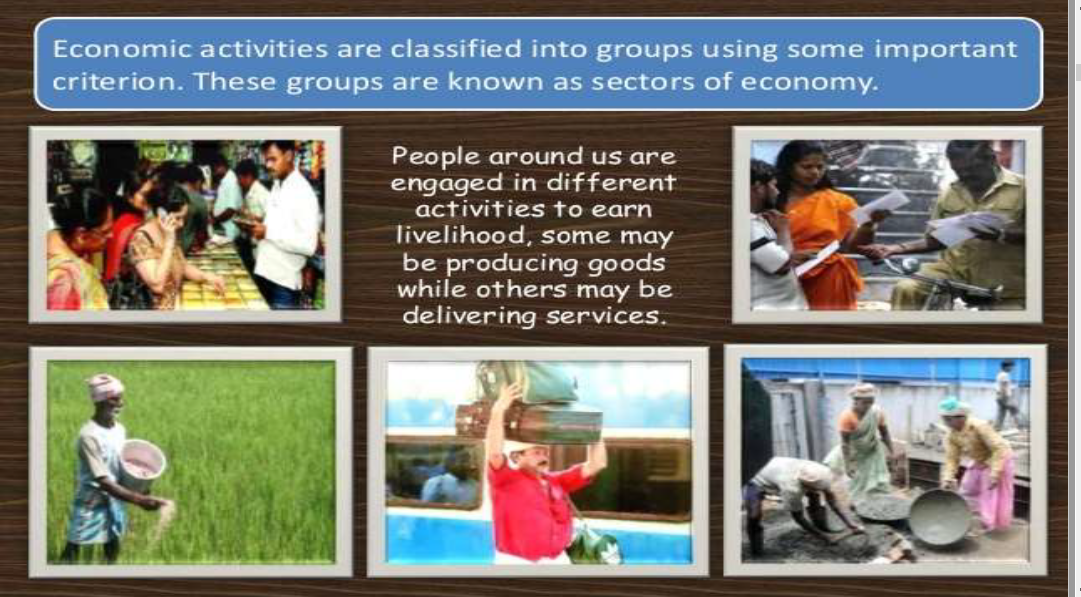 Economic activities are classified into groups using some important
criterion. These groups are known as sectors of economy.
People around us are
engaged in different
activities to earn
livelihood, some may
be producing goods
while others may be
delivering services.